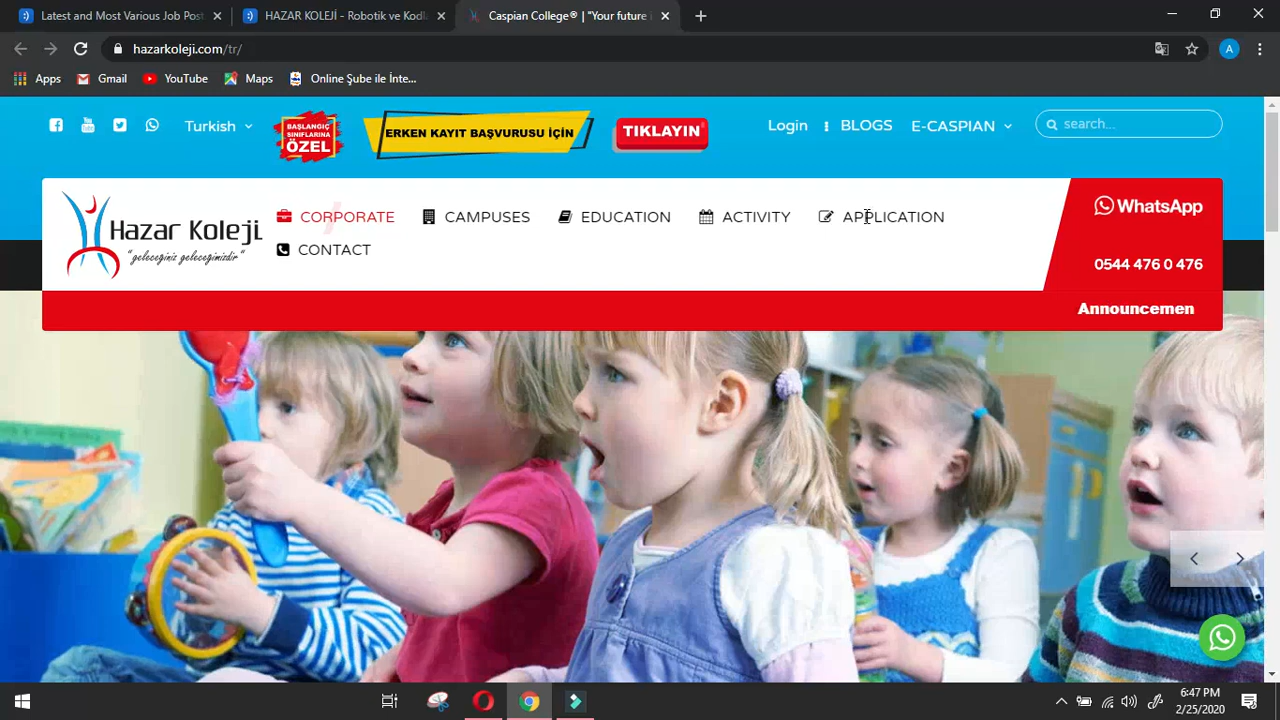 Latest and Most Various Job Post
HAZAR KOLEJİ - Robotik ve Kodla
Caspian College® | "Your future i
hazarkoleji.com/tr/
A
Apps
Gmail
YouTube
Maps
Online Şube ile İnte...
Turkish
BAŞLANGIÇ
SINIFLARINA
ÖZEL
ERKEN KAYIT BAŞVURUSU İÇİN
TIKLAYIN
Login
BLOGS
E-CASPIAN
search...
Hazar Koleji
"geleceğiniz geleceğimizdir"
CORPORATE
CAMPUSES
EDUCATION
ACTIVITY
APPLICATION
CONTACT
WhatsApp
0544 476 0 476
Announcemen
6:47 PM
2/25/2020